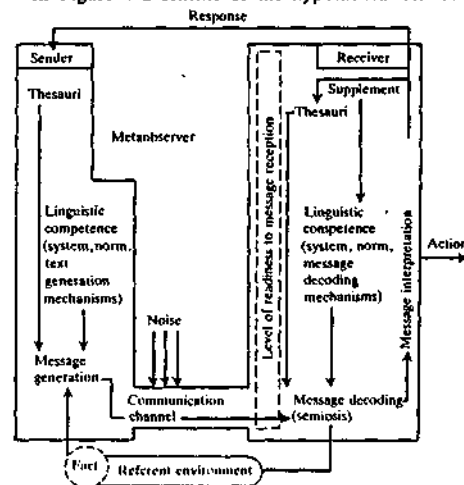 Response
Sender
Receiver
Thesauri
Metaobserver
Level of readiness to message reception
Supplement
Thesauri
Linguistic
competence
(system, norm,
text
generation
mechanisms)
Linguistic
competence
(system, norm,
message
decoding
mechanisms)
Message interpretation
Action
Noise
Message
generation
Communication
channel
Message decoding
(semiosis)
Fact
Referent environment